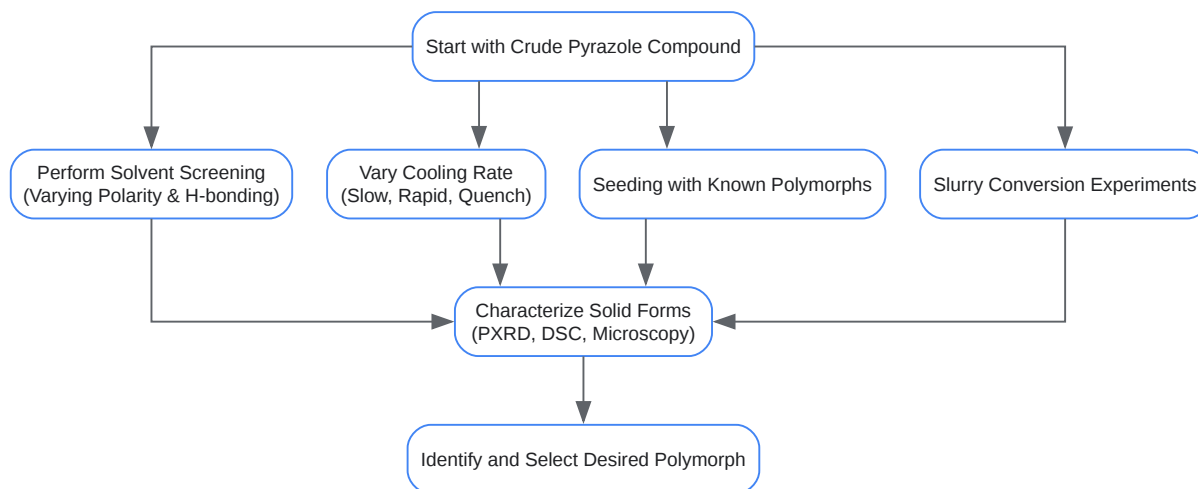 Start with Crude Pyrazole Compound
Perform Solvent Screening
(Varying Polarity & H-bonding)
Vary Cooling Rate
(Slow, Rapid, Quench)
Seeding with Known Polymorphs
Slurry Conversion Experiments
Characterize Solid Forms
(PXRD, DSC, Microscopy)
Identify and Select Desired Polymorph